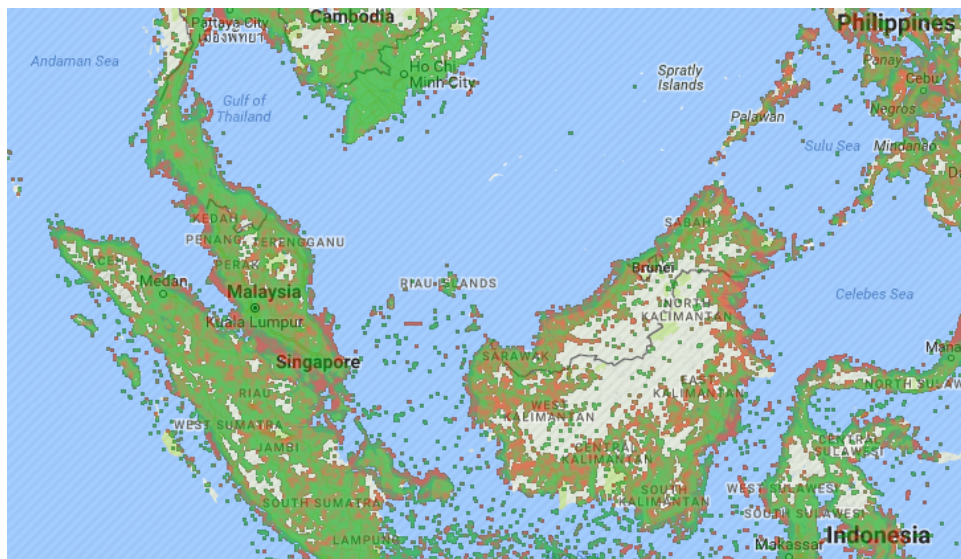 Cambodia
Pattaya City
เมืองพัทยา
Andaman Sea
Ho Chi
Minh City
Gulf of
Thailand
Spratly
Islands
Philippines
Panay
Cebu
Negros
Palawan
Sulu Sea
Mindanao
KEDAH
PENANG
TERENGGANU
PERAK
ACEH
Medan
Malaysia
Kuala Lumpur
Singapore
RIAU ISLANDS
SABAH
Brunei
NORTH
KALIMANTAN
Celebes Sea
SARAWAK
RIAU
WEST SUMATRA
JAMBI
WEST
KALIMANTAN
EAST
KALIMANTAN
CENTRAL
KALIMANTAN
SOUTH
KALIMANTAN
Mana
NORTH SULAW
CENTRAL
SULAWESI
SOUTH SUMATRA
WEST SULAWESI
SOUTH SULAWESI
LAMPUNG
Makassar
Indonesia